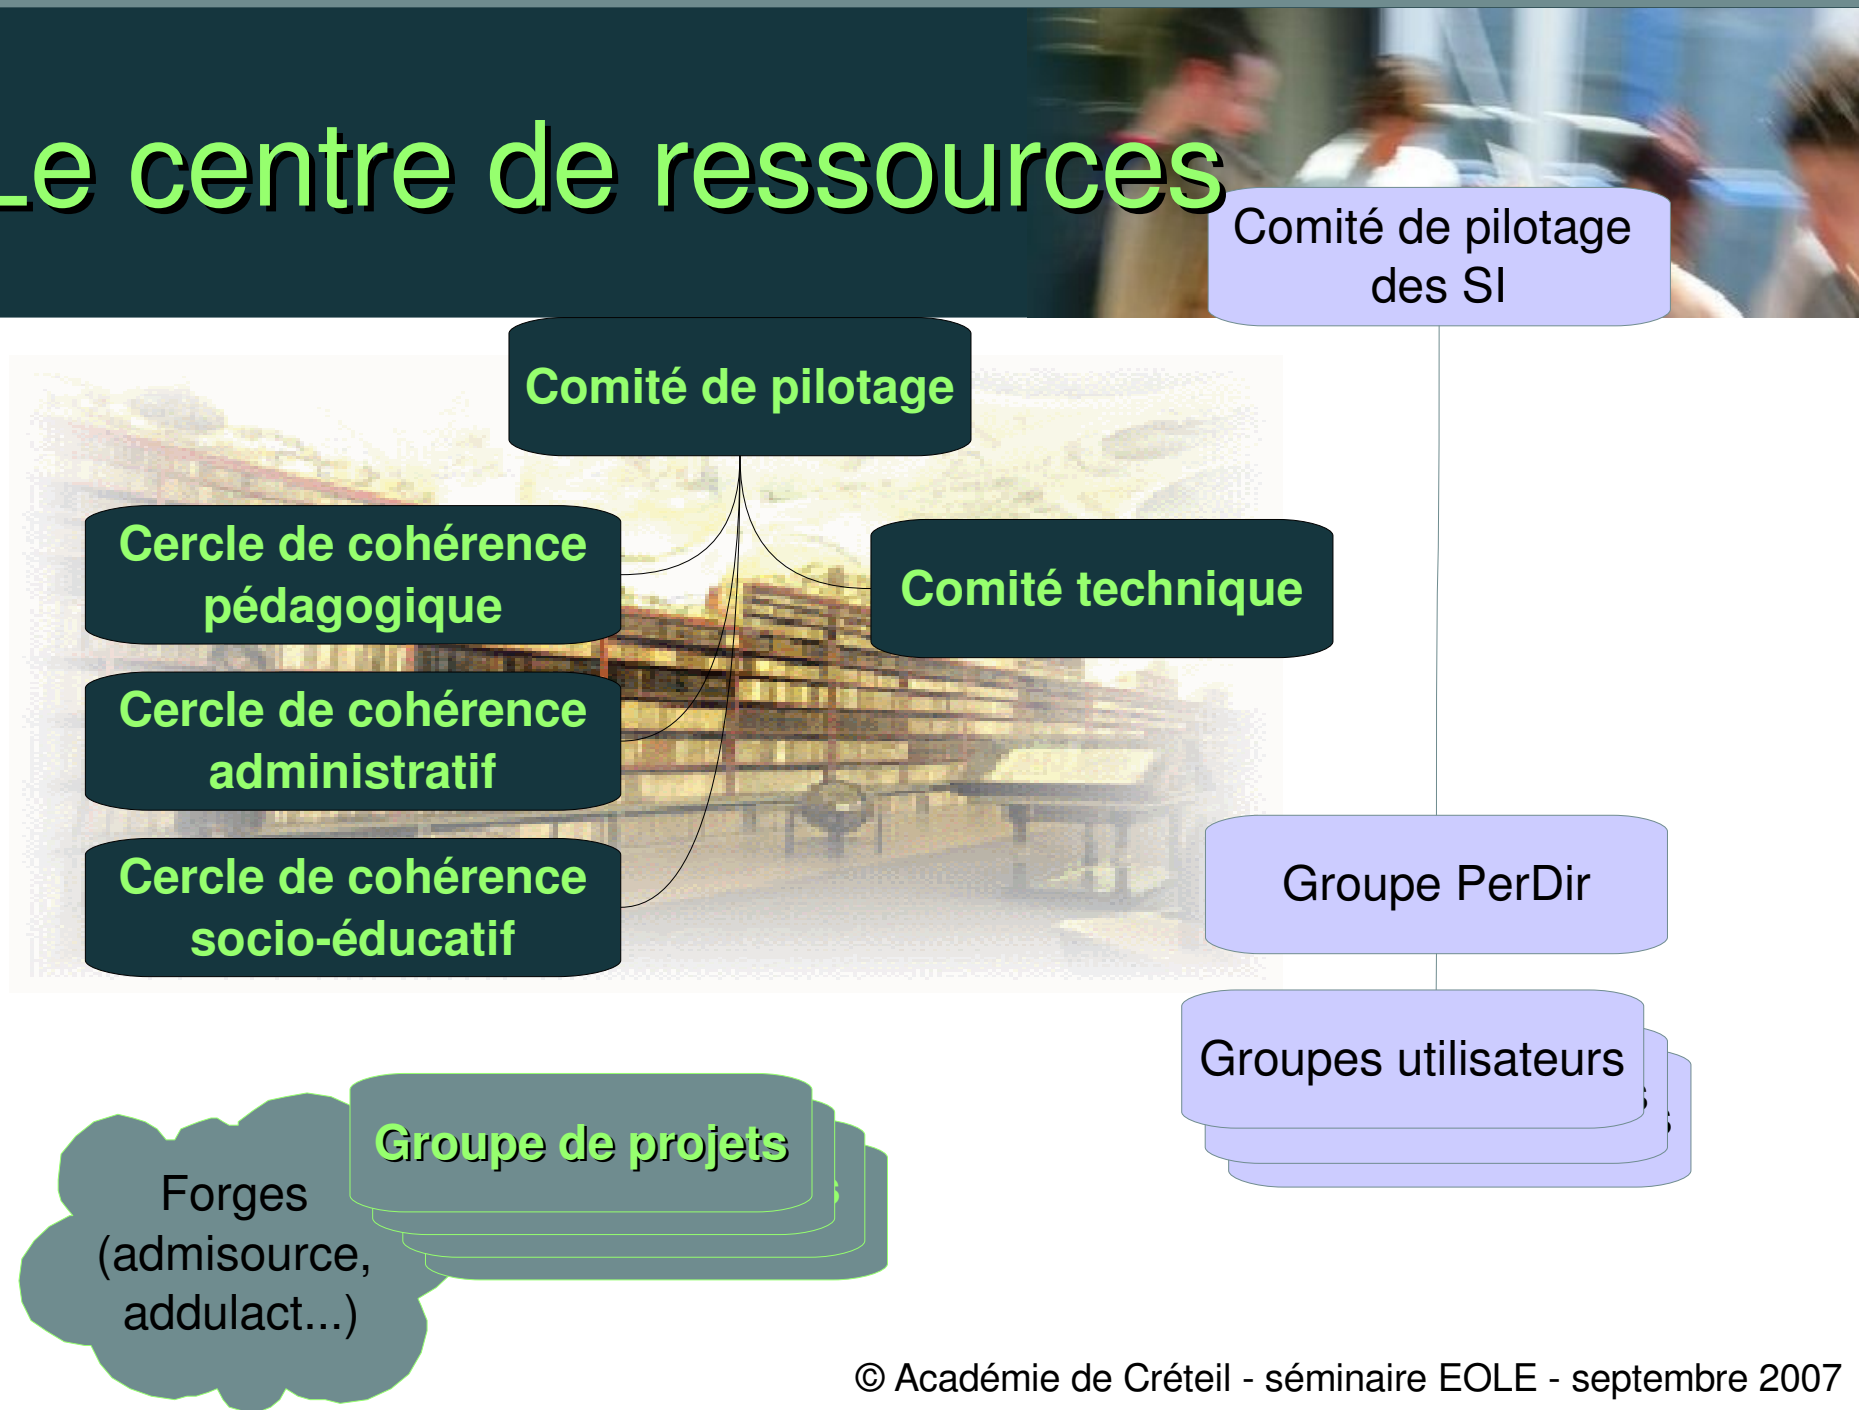 Le centre de ressources
Comité de pilotage
des SI
Comité de pilotage
Cercle de cohérence
pédagogique
Comité technique
Cercle de cohérence
administratif
Cercle de cohérence
socio-éducatif
Groupe PerDir
Groupes utilisateurs
s
s
Groupe de projets
s
Forges
(admisource,
addulact...)
© Académie de Créteil - séminaire EOLE - septembre 2007